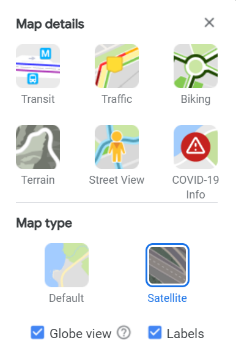 Map details
M
Transit
Traffic
Biking
Terrain
Street View
COVID-19
Info
Map type
Default
Satellite
Globe view ?
Labels